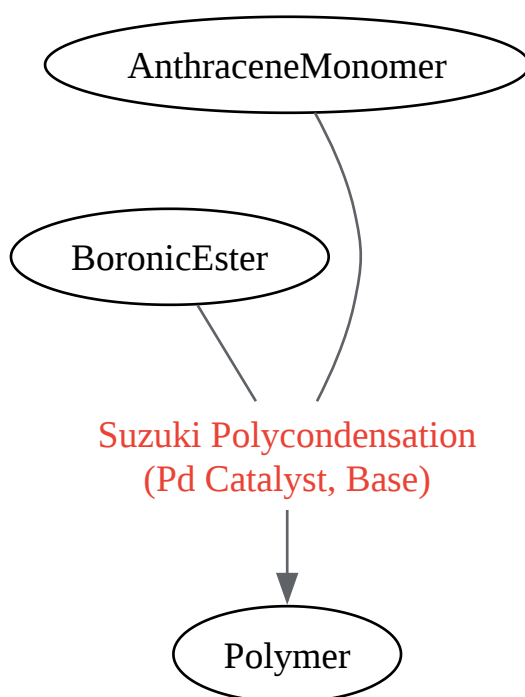 AnthraceneMonomer
BoronicEster
Suzuki Polycondensation
(Pd Catalyst, Base)
Polymer